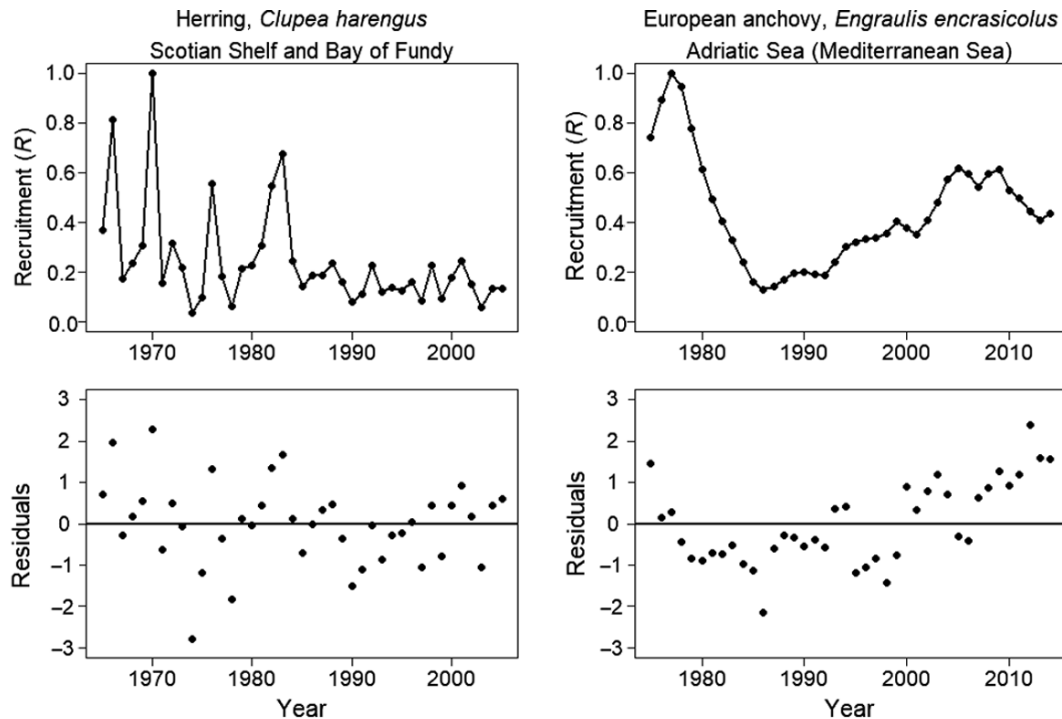 Herring, Clupea harengus
Scotian Shelf and Bay of Fundy
Recruitment (R)
1.0
0.8
0.6
0.4
0.2
0.0
1970 1980 1990 2000
European anchovy, Engraulis encrasicolus
Adriatic Sea (Mediterranean Sea)
Recruitment (R)
1.0
0.8
0.6
0.4
0.2
0.0
1980 1990 2000 2010
Residuals
3
2
1
0
–1
–2
–3
1970 1980 1990 2000
Year
Residuals
3
2
1
0
–1
–2
–3
1980 1990 2000 2010
Year